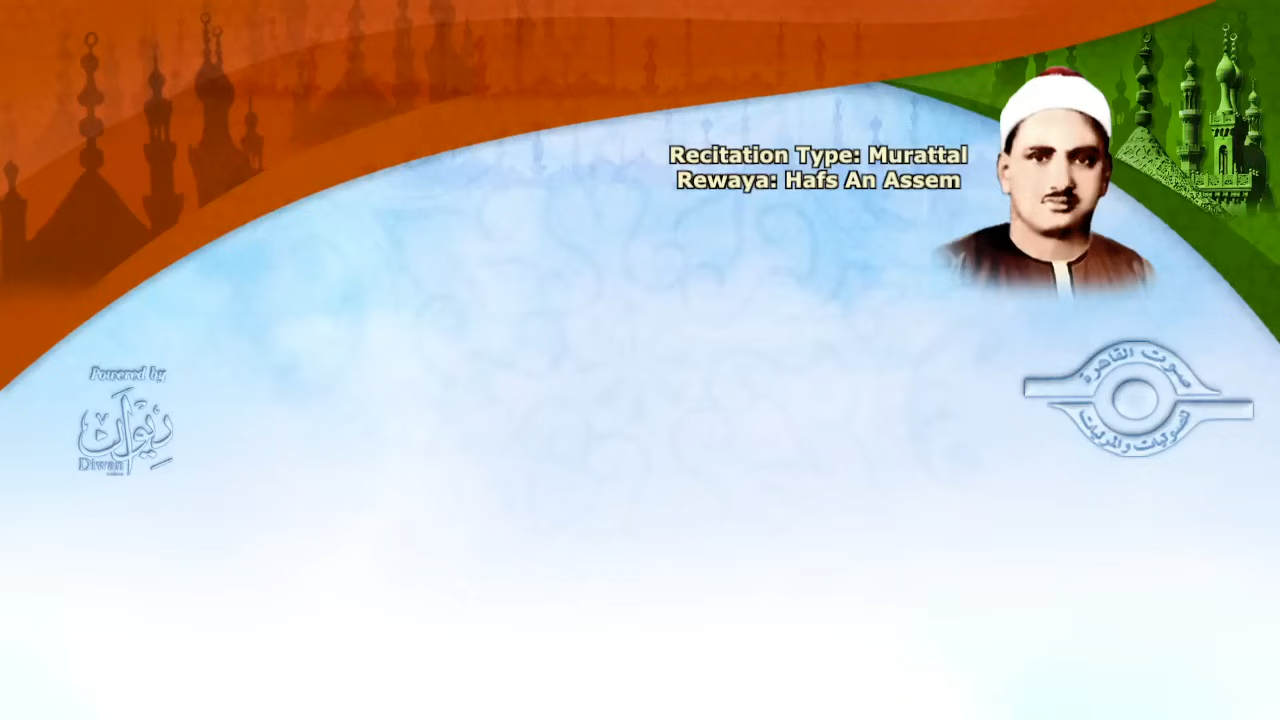 Recitation Type: Murattal
Rewaya: Hafs An Assem
Powered by
ديوان
Diwan
صوت القاهرة
للصوتيات والمرئيات